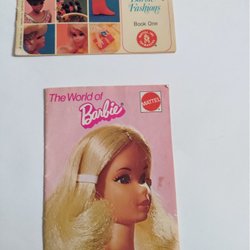 Fashions
Book One
The World of
Barbie
MATTEL